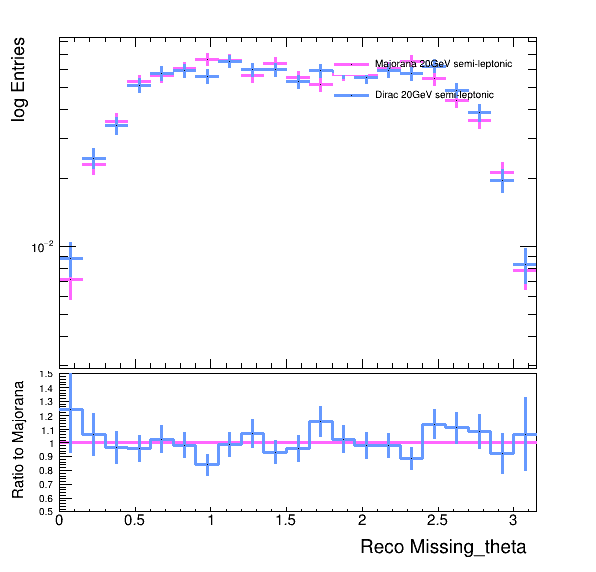 log Entries
Majorana 20GeV semi-leptonic
Dirac 20GeV semi-leptonic
10⁻²
Ratio to Majorana
1.5
1.4
1.3
1.2
1.1
1
0.9
0.8
0.7
0.6
0.5
0 0.5 1 1.5 2 2.5 3
Reco Missing_theta